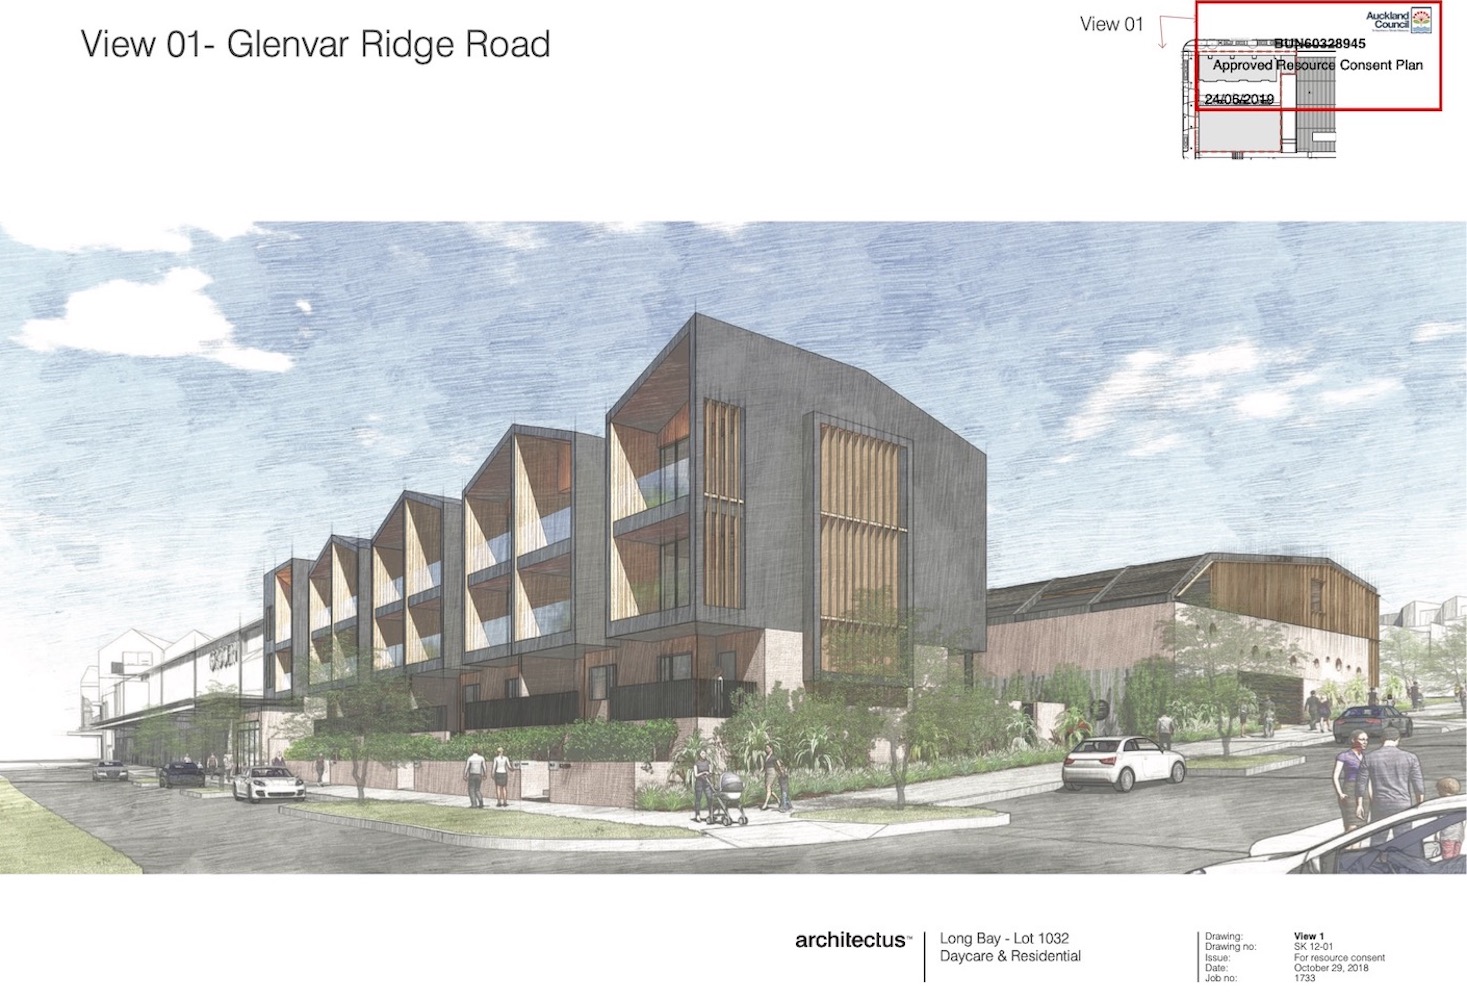 View 01- Glenvar Ridge Road
View 01
Auckland
Council
BUN60328945
Approved Resource Consent Plan
24/06/2019
architectus™
Long Bay - Lot 1032
Daycare & Residential
Drawing: View 1
Drawing no: SK 12-01
Issue: For resource consent
Date: October 29, 2018
Job no: 1733